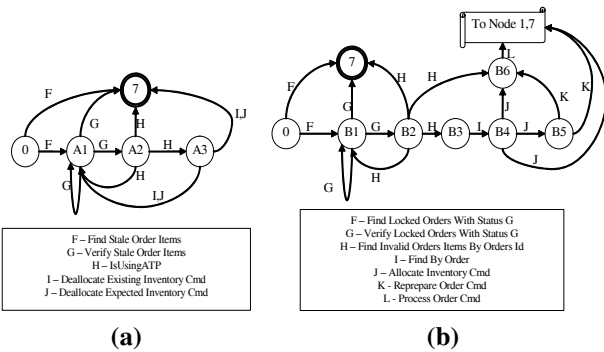 To Node 1,7
L
7
7
B6
F
F
G
H
I,J
G
H
H
K
K
J
0
F
A1
G
A2
H
A3
0
F
B1
G
B2
H
B3
I
B4
J
B5
G
H
I,J
G
H
J
F – Find Stale Order Items
G – Verify Stale Order Items
H – IsUsingATP
I – Deallocate Existing Inventory Cmd
J – Deallocate Expected Inventory Cmd
F – Find Locked Orders With Status G
G – Verify Locked Orders With Status G
H – Find Invalid Orders Items By Orders Id
I – Find By Order
J – Allocate Inventory Cmd
K - Reprepare Order Cmd
L - Process Order Cmd
(a)
(b)